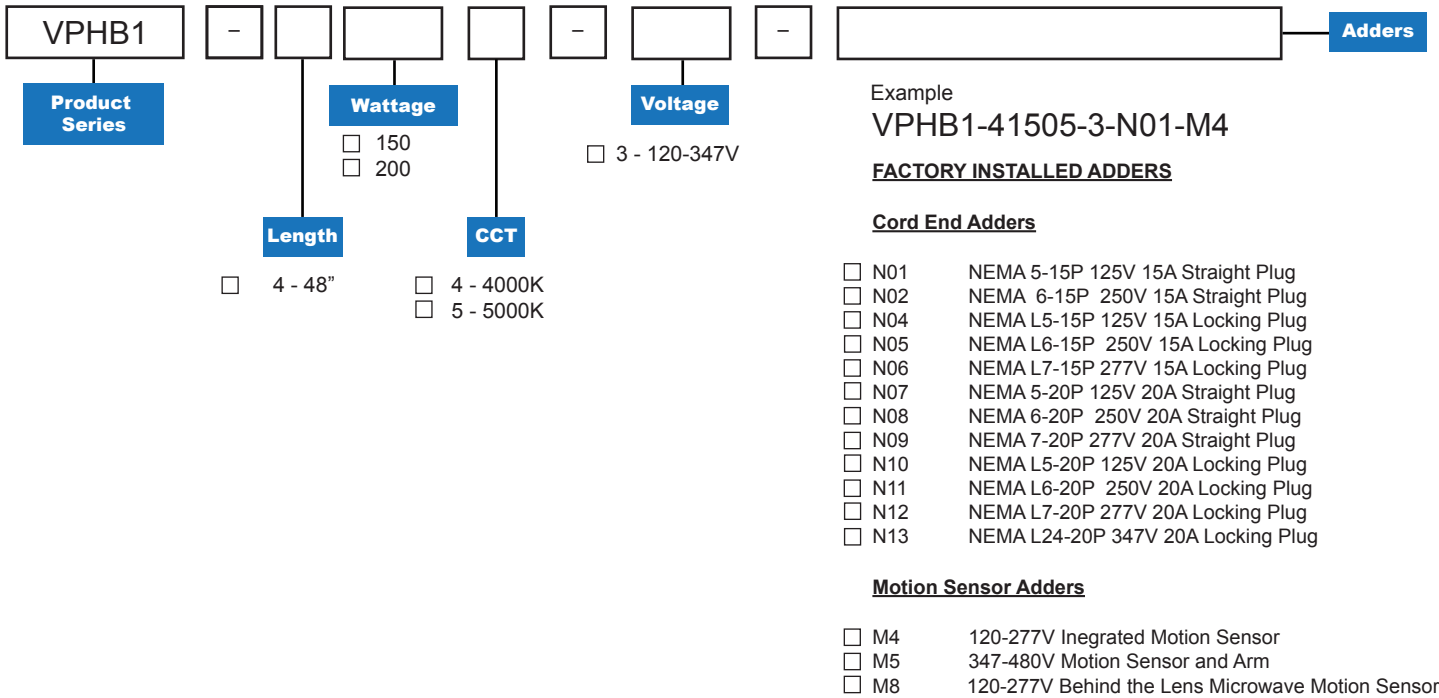 VPHB1 – – –
Adders
Product
Series
Wattage
☐ 150
☐ 200
Voltage
☐ 3 - 120-347V
Length
☐ 4 - 48”
CCT
☐ 4 - 4000K
☐ 5 - 5000K
Example
VPHB1-41505-3-N01-M4
FACTORY INSTALLED ADDERS
Cord End Adders
☐ N01 NEMA 5-15P 125V 15A Straight Plug
☐ N02 NEMA 6-15P 250V 15A Straight Plug
☐ N04 NEMA L5-15P 125V 15A Locking Plug
☐ N05 NEMA L6-15P 250V 15A Locking Plug
☐ N06 NEMA L7-15P 277V 15A Locking Plug
☐ N07 NEMA 5-20P 125V 20A Straight Plug
☐ N08 NEMA 6-20P 250V 20A Straight Plug
☐ N09 NEMA 7-20P 277V 20A Straight Plug
☐ N10 NEMA L5-20P 125V 20A Locking Plug
☐ N11 NEMA L6-20P 250V 20A Locking Plug
☐ N12 NEMA L7-20P 277V 20A Locking Plug
☐ N13 NEMA L24-20P 347V 20A Locking Plug
Motion Sensor Adders
☐ M4 120-277V Inegrated Motion Sensor
☐ M5 347-480V Motion Sensor and Arm
☐ M8 120-277V Behind the Lens Microwave Motion Sensor